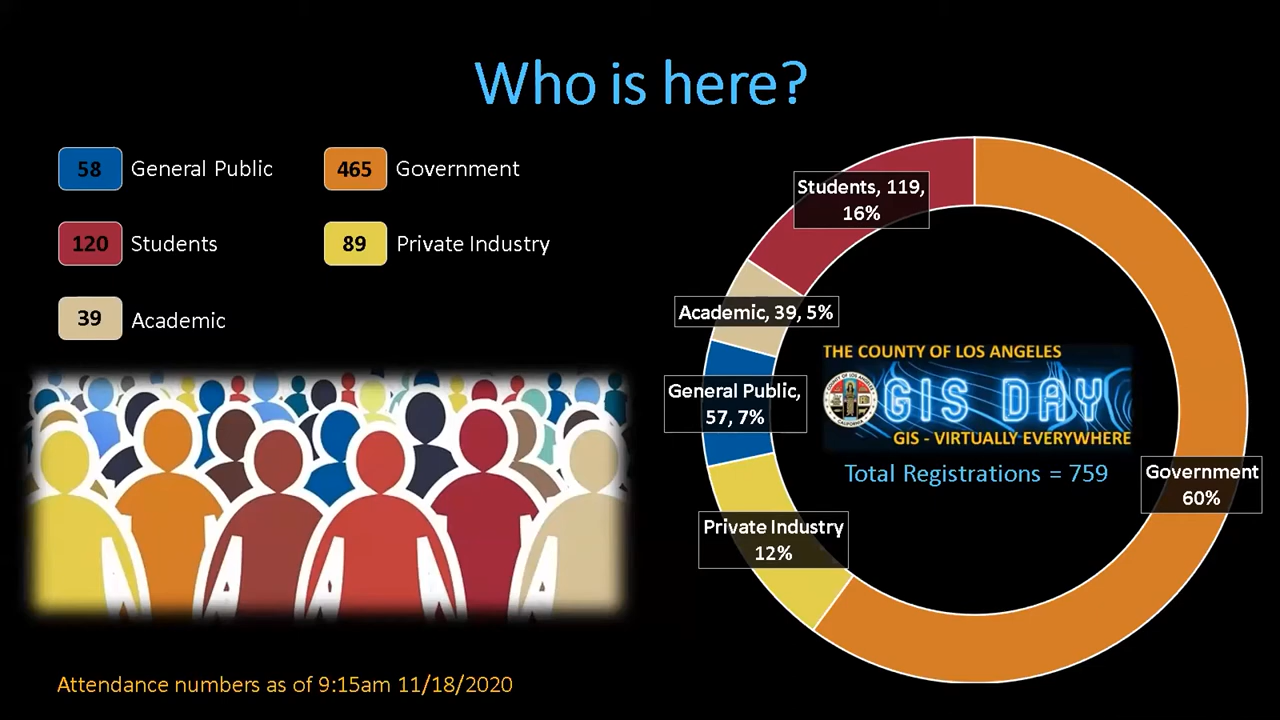 Who is here?
58 General Public
465 Government
120 Students
89 Private Industry
39 Academic
Students, 119,
16%
Academic, 39, 5%
General Public,
57, 7%
Private Industry
12%
Government
60%
THE COUNTY OF LOS ANGELES
GIS DAY
GIS - VIRTUALLY EVERYWHERE
Total Registrations = 759
Attendance numbers as of 9:15am 11/18/2020